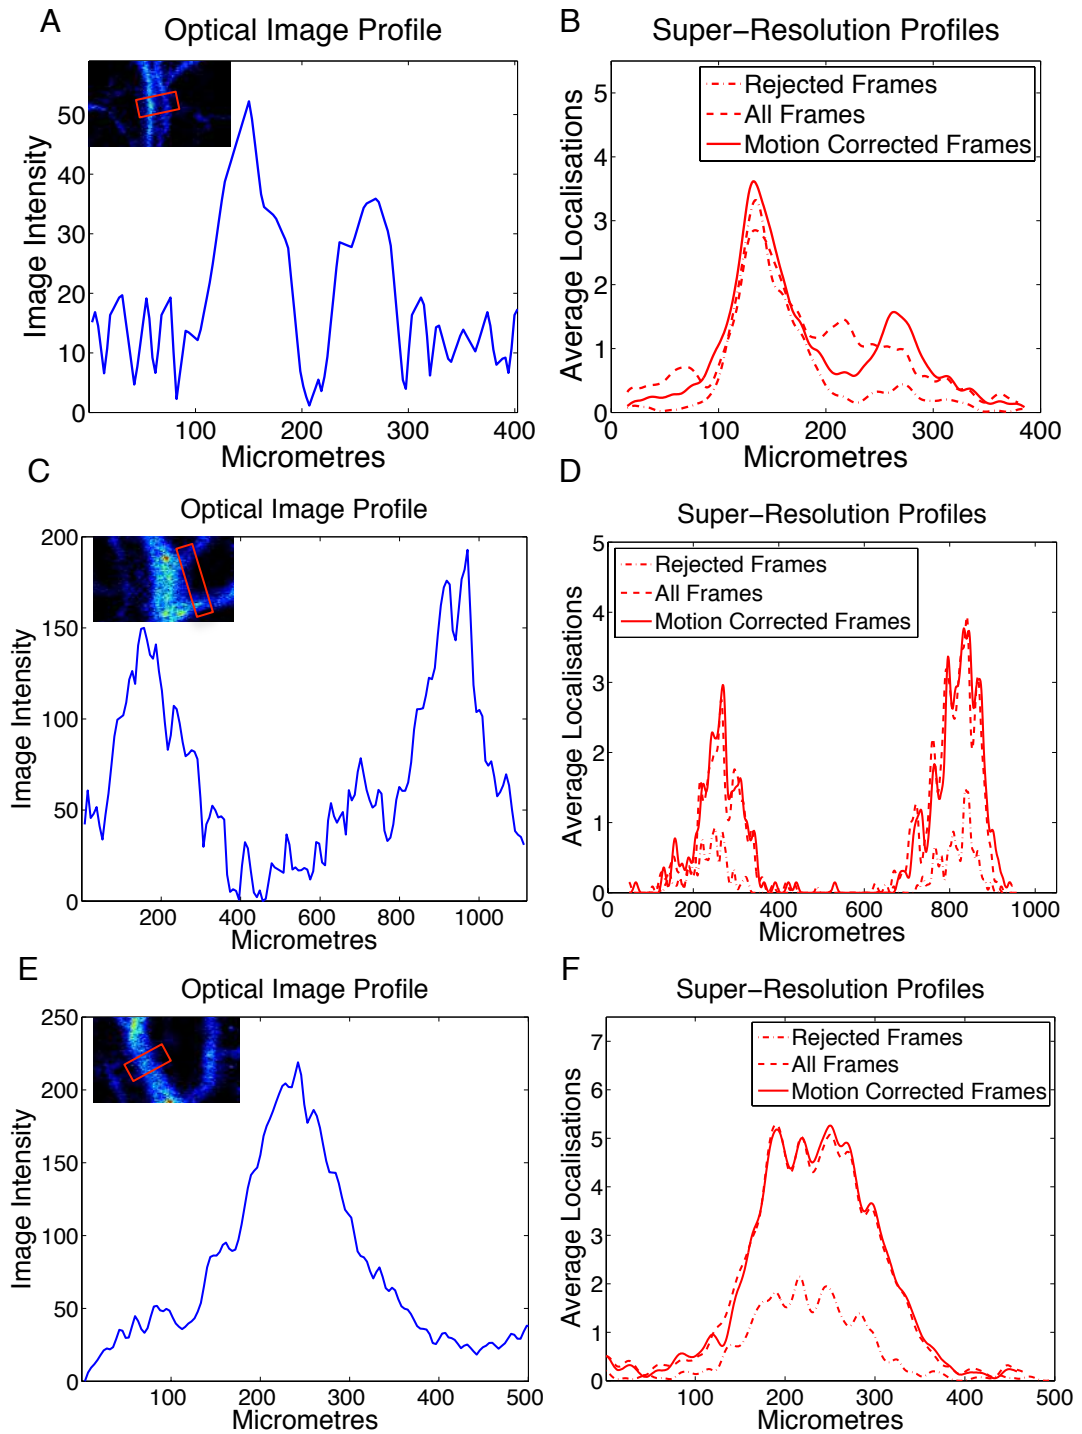 A
Optical Image Profile
B
Super-Resolution Profiles
Image Intensity
50
40
30
20
10
0
100
200
300
400
Micrometres
Average Localisations
5
4
3
2
1
0
Rejected Frames
All Frames
Motion Corrected Frames
0
100
200
300
400
Micrometres
C
Optical Image Profile
D
Super-Resolution Profiles
Image Intensity
200
150
100
50
0
200
400
600
800
1000
Micrometres
Average Localisations
5
4
3
2
1
0
Rejected Frames
All Frames
Motion Corrected Frames
0
200
400
600
800
1000
Micrometres
E
Optical Image Profile
F
Super-Resolution Profiles
Image Intensity
250
200
150
100
50
0
100
200
300
400
500
Micrometres
Average Localisations
7
6
5
4
3
2
1
0
Rejected Frames
All Frames
Motion Corrected Frames
100
200
300
400
500
Micrometres